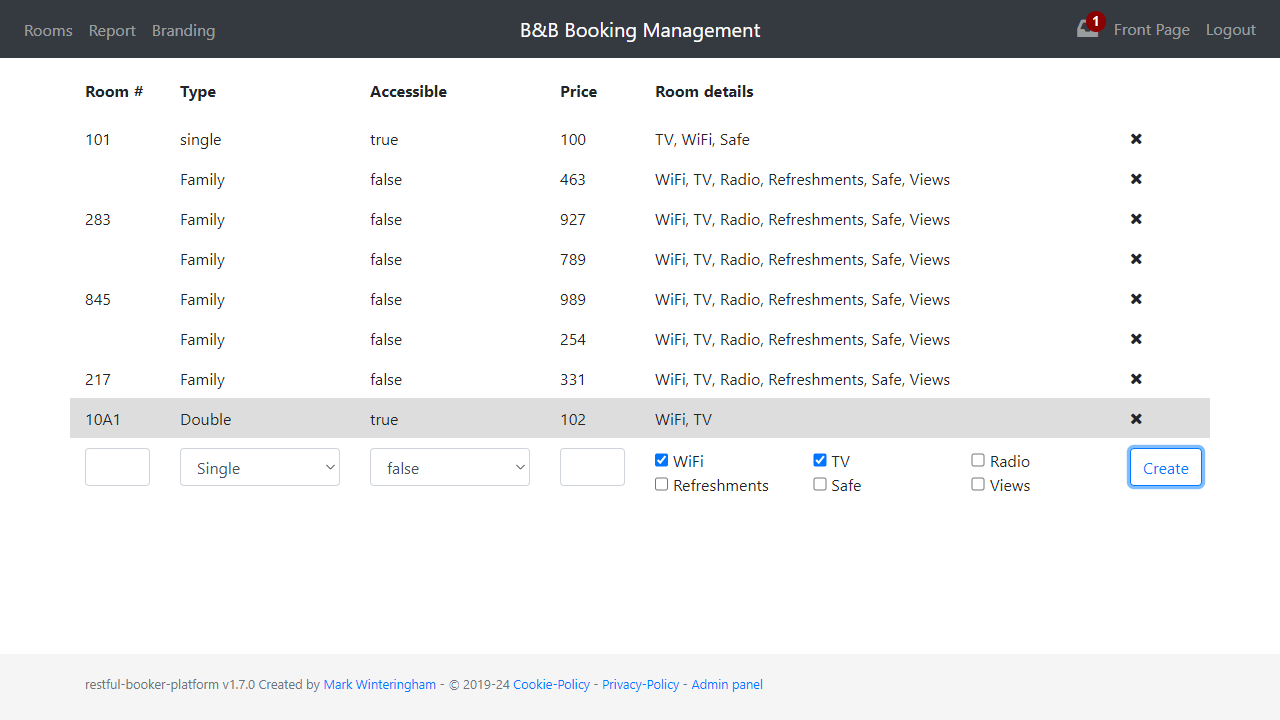 Rooms Report Branding B&B Booking Management 1 Front Page Logout
Room # Type Accessible Price Room details
101 single true 100 TV, WiFi, Safe
Family false 463 WiFi, TV, Radio, Refreshments, Safe, Views
283 Family false 927 WiFi, TV, Radio, Refreshments, Safe, Views
Family false 789 WiFi, TV, Radio, Refreshments, Safe, Views
845 Family false 989 WiFi, TV, Radio, Refreshments, Safe, Views
Family false 254 WiFi, TV, Radio, Refreshments, Safe, Views
217 Family false 331 WiFi, TV, Radio, Refreshments, Safe, Views
10A1 Double true 102 WiFi, TV
Single false WiFi TV Radio Create
Refreshments Safe Views
restful-booker-platform v1.7.0 Created by Mark Winteringham - © 2019-24 Cookie-Policy - Privacy-Policy - Admin panel